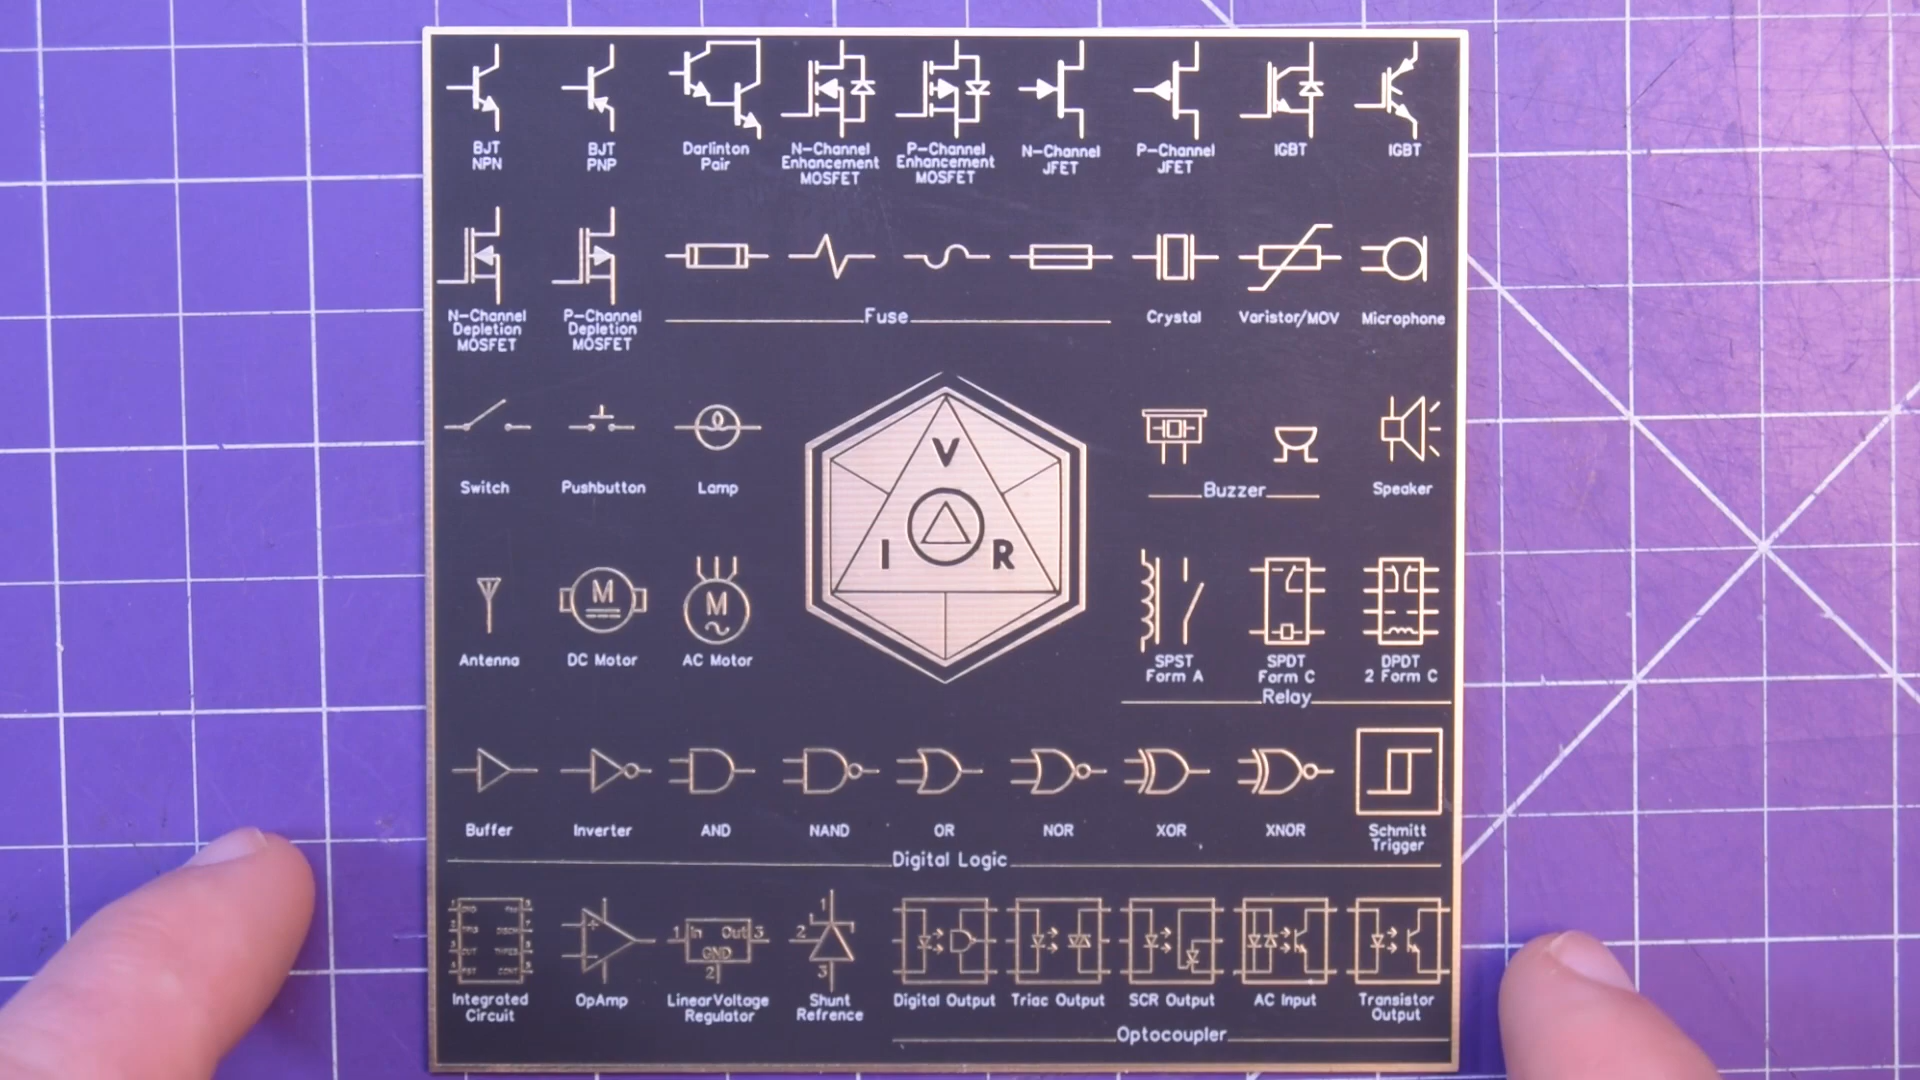 BJT
NPN
BJT
PNP
Darlinton
Pair
N-Channel
Enhancement
MOSFET
P-Channel
Enhancement
MOSFET
N-Channel
JFET
P-Channel
JFET
IGBT
IGBT
N-Channel
Depletion
MOSFET
P-Channel
Depletion
MOSFET
Fuse
Crystal
Varistor/MOV
Microphone
Switch
Pushbutton
Lamp
V
I R
Buzzer
Speaker
M
M
Antenna
DC Motor
AC Motor
SPST
Form A
SPDT
Form C
DPDT
2 Form C
Relay
Buffer
Inverter
AND
NAND
OR
NOR
XOR
XNOR
Schmitt
Trigger
Digital Logic
1 In Out 3
GND
2
1
2
3
Integrated
Circuit
OpAmp
Linear Voltage
Regulator
Shunt
Refrence
Digital Output
Triac Output
SCR Output
AC Input
Transistor
Output
Optocoupler